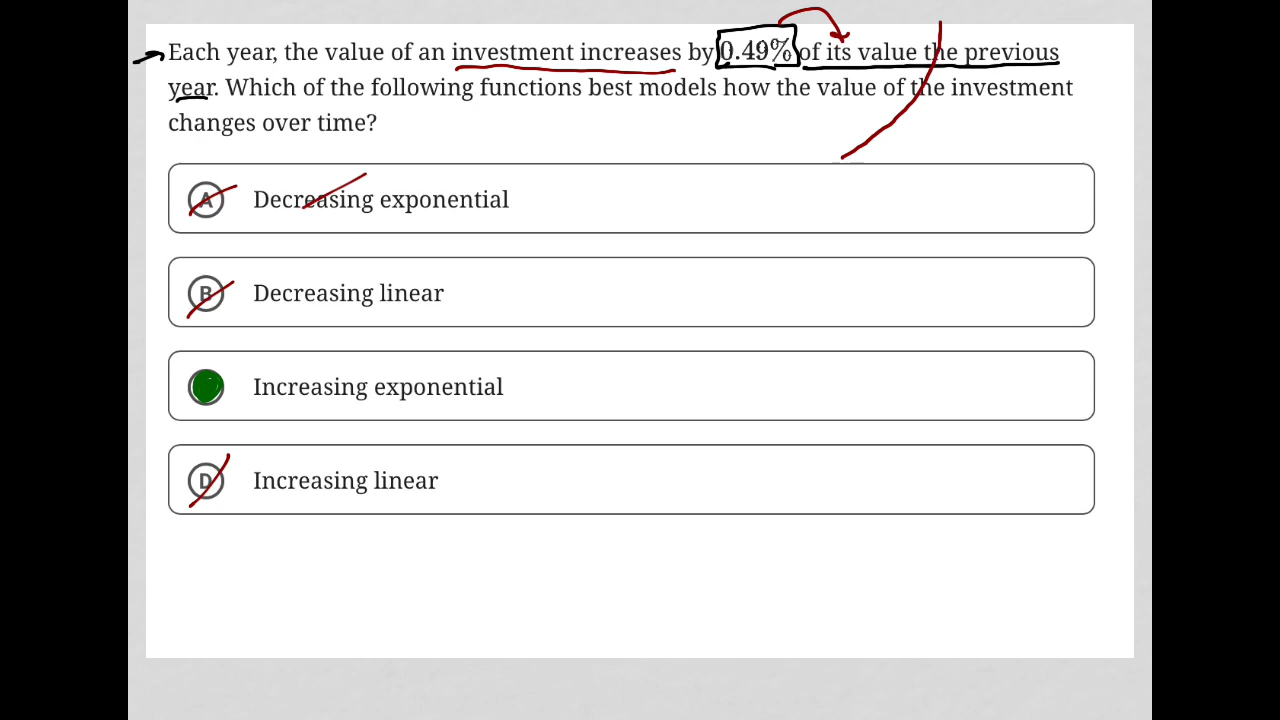 Each year, the value of an investment increases by 0.49% of its value the previous
year. Which of the following functions best models how the value of the investment
changes over time?
A Decreasing exponential
B Decreasing linear
Increasing exponential
D Increasing linear